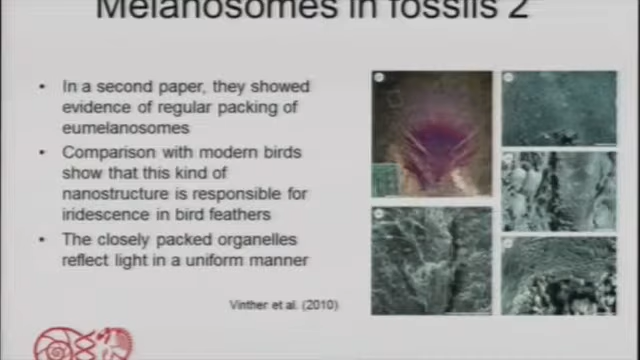 Melanosomes in fossils 2
• In a second paper, they showed
evidence of regular packing of
eumelanosomes
• Comparison with modern birds
show that this kind of
nanostructure is responsible for
iridescence in bird feathers
• The closely packed organelles
reflect light in a uniform manner
Vinther et al. (2010)